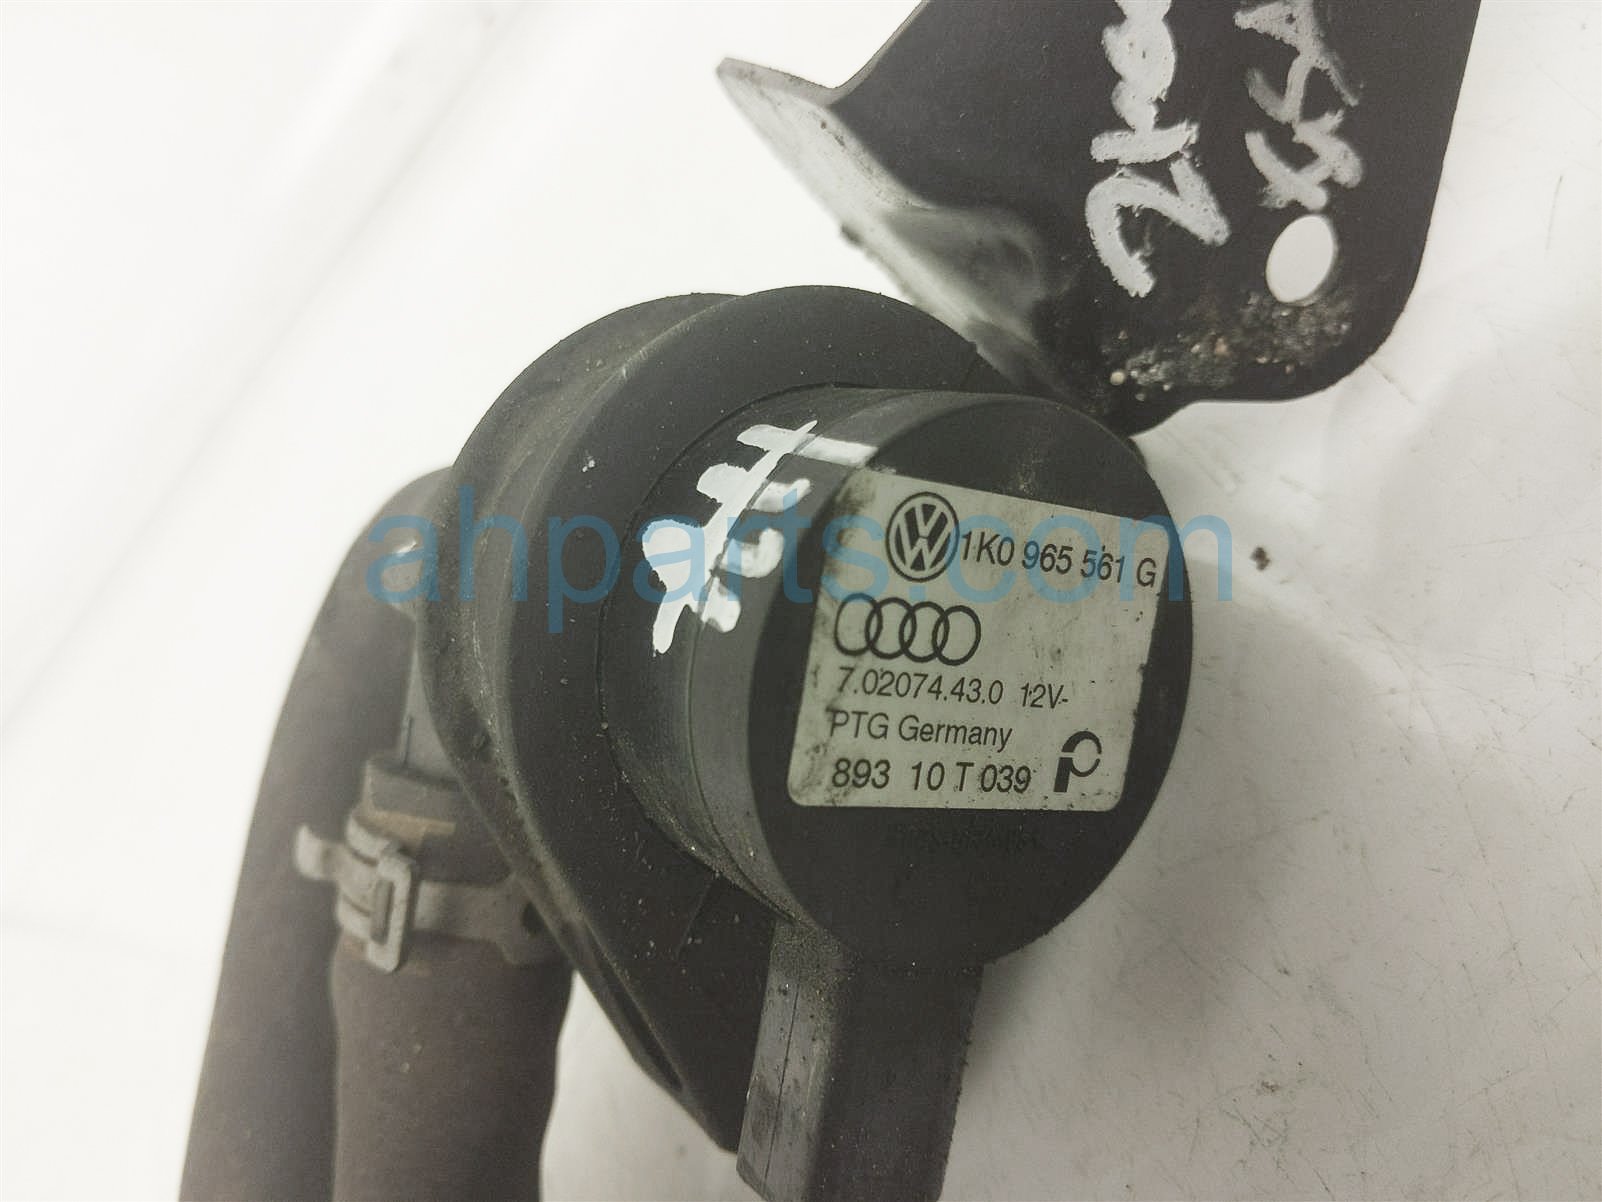 1K0 965 561 G
7.02074.43.0 12V-
PTG Germany
893 10 T 039
ahparts.com